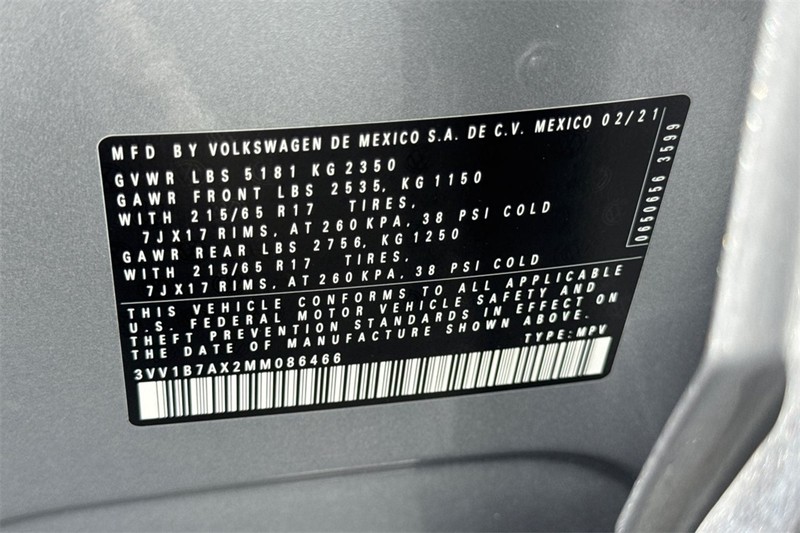 MFD BY VOLKSWAGEN DE MEXICO S.A. DE C.V. MEXICO 02/21
GVWR LBS 5181 KG 2350
GAWR FRONT LBS 2535, KG 1150
WITH 215/65 R17 TIRES,
7JX17 RIMS, AT 260 KPA, 38 PSI COLD
GAWR REAR LBS 2756, KG 1250
WITH 215/65 R17 TIRES,
7JX17 RIMS, AT 260 KPA, 38 PSI COLD
THIS VEHICLE CONFORMS TO ALL APPLICABLE
U.S. FEDERAL MOTOR VEHICLE SAFETY AND
THEFT PREVENTION STANDARDS IN EFFECT ON
THE DATE OF MANUFACTURE SHOWN ABOVE.
3VV1B7AX2MM086466 TYPE:MPV
0650656 3599